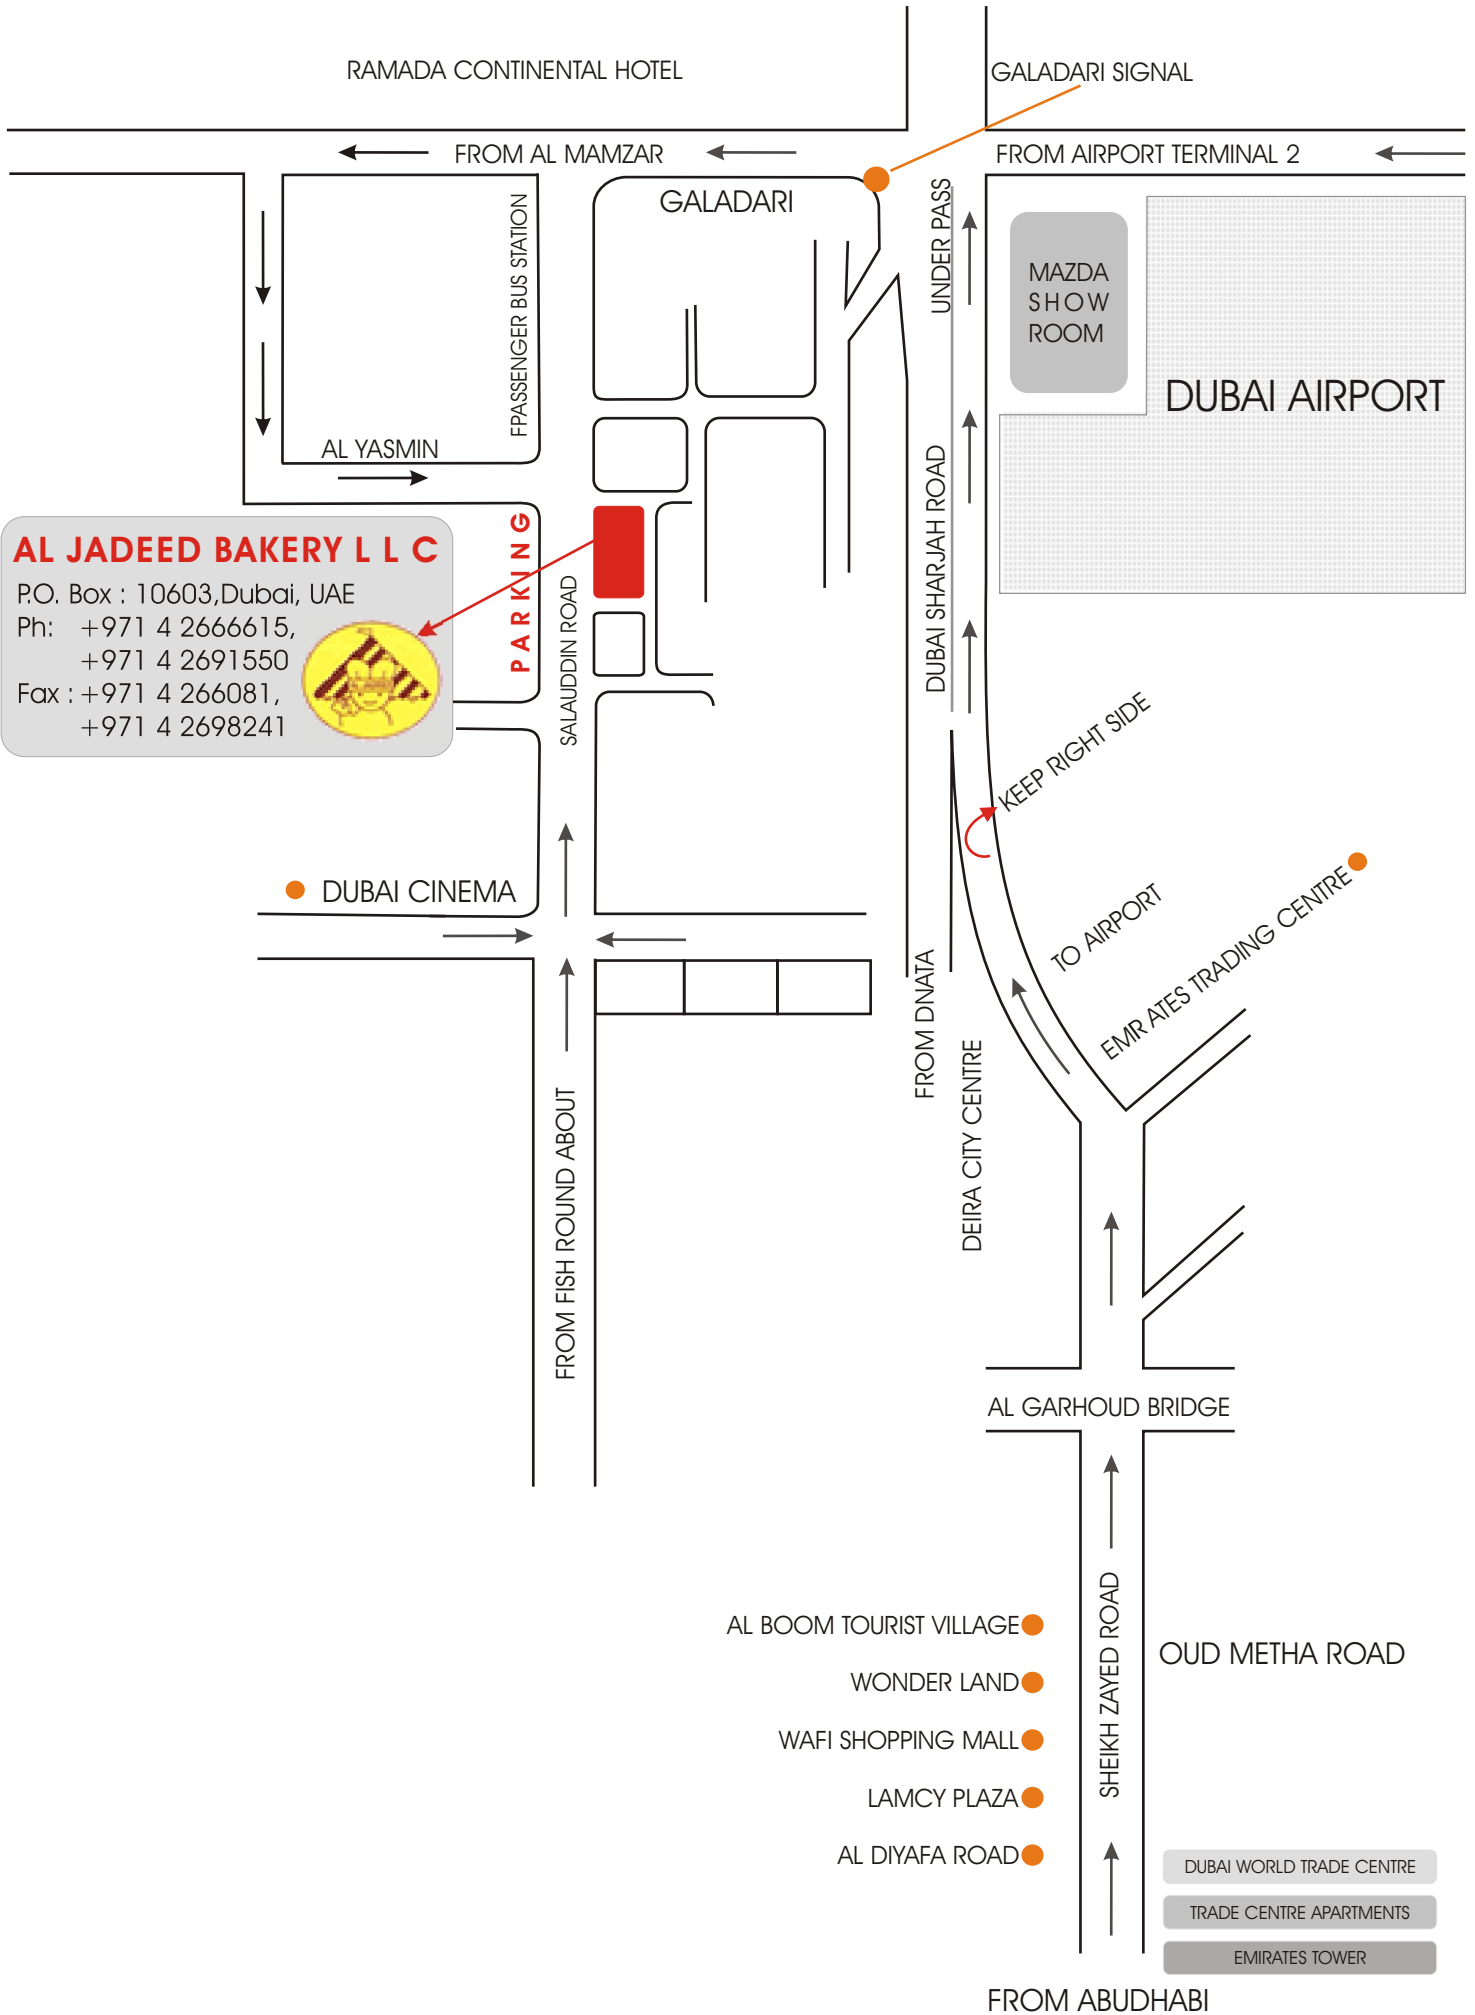 RAMADA CONTINENTAL HOTEL
GALADARI SIGNAL
FROM AL MAMZAR
FROM AIRPORT TERMINAL 2
GALADARI
FPASSENGER BUS STATION
UNDER PASS
MAZDA
SHOW
ROOM
DUBAI AIRPORT
AL YASMIN
AL JADEED BAKERY L L C
P.O. Box : 10603,Dubai, UAE
Ph: +971 4 2666615,
+971 4 2691550
Fax : +971 4 266081,
+971 4 2698241
PARKING
SALAUDDIN ROAD
DUBAI SHARJAH ROAD
KEEP RIGHT SIDE
DUBAI CINEMA
TO AIRPORT
EMR ATES TRADING CENTRE
FROM DNATA
DEIRA CITY CENTRE
FROM FISH ROUND ABOUT
AL GARHOUD BRIDGE
AL BOOM TOURIST VILLAGE
WONDER LAND
WAFI SHOPPING MALL
LAMCY PLAZA
AL DIYAFA ROAD
SHEIKH ZAYED ROAD
OUD METHA ROAD
DUBAI WORLD TRADE CENTRE
TRADE CENTRE APARTMENTS
EMIRATES TOWER
FROM ABUDHABI